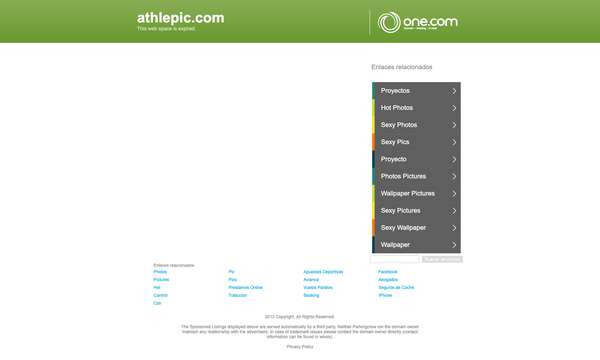 athlepic.com
This web space is expired.
one.com
Enlaces relacionados
Proyectos
Hot Photos
Sexy Photos
Sexy Pics
Proyecto
Photos Pictures
Wallpaper Pictures
Sexy Pictures
Sexy Wallpaper
Wallpaper
Enlaces relacionados
Photos
Pic
Apuestas Deportivas
Facebook
Pictures
Pics
Avianca
Abogados
Hot
Prestamos Online
Vuelos Baratos
Seguros de Coche
Camino
Traductor
Booking
IPhone
Con
2012 Copyright. All Rights Reserved.
The Sponsored Listings displayed above are served automatically by a third party. Neither Parkingcrew nor the domain owner
maintain any relationship with the advertisers. In case of trademark issues please contact the domain owner directly (contact
information can be found in whois).
Privacy Policy